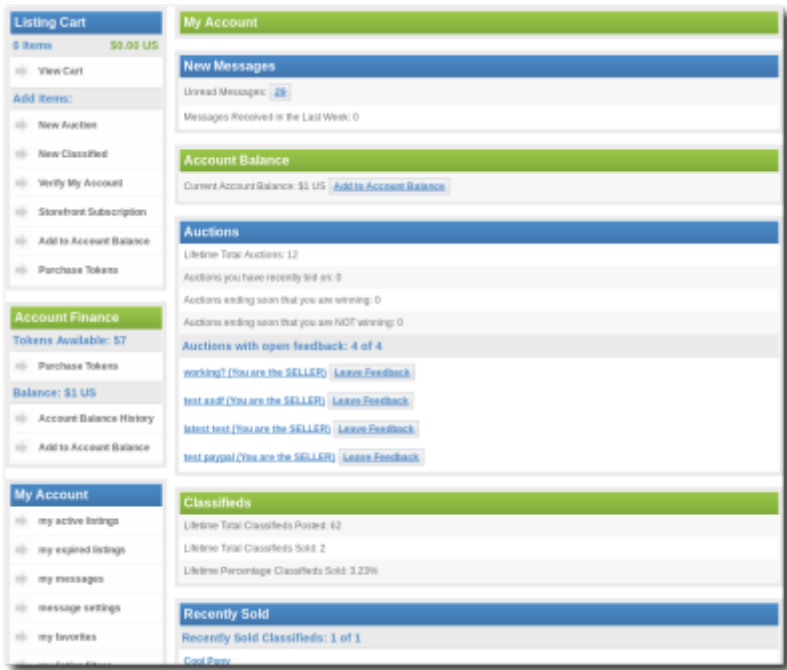 Listing Cart
0 Items $0.00 US
View Cart
Add Items:
New Auction
New Classified
Verify My Account
Storefront Subscription
Add to Account Balance
Purchase Tokens
Account Finance
Tokens Available: 57
Purchase Tokens
Balance: $1 US
Account Balance History
Add to Account Balance
My Account
my active listings
my expired listings
my messages
message settings
my favorites
My Account
New Messages
Unread Messages: 29
Messages Received in the Last Week: 0
Account Balance
Current Account Balance: $1 US Add to Account Balance
Auctions
Lifetime Total Auctions: 12
Auctions you have recently bid on: 0
Auctions ending soon that you are winning: 0
Auctions ending soon that you are NOT winning: 0
Auctions with open feedback: 4 of 4
working? (You are the SELLER) Leave Feedback
test asdf (You are the SELLER) Leave Feedback
latest test (You are the SELLER) Leave Feedback
test paypal (You are the SELLER) Leave Feedback
Classifieds
Lifetime Total Classifieds Posted: 62
Lifetime Total Classifieds Sold: 2
Lifetime Percentage Classifieds Sold: 3.23%
Recently Sold
Recently Sold Classifieds: 1 of 1
Cool Pony